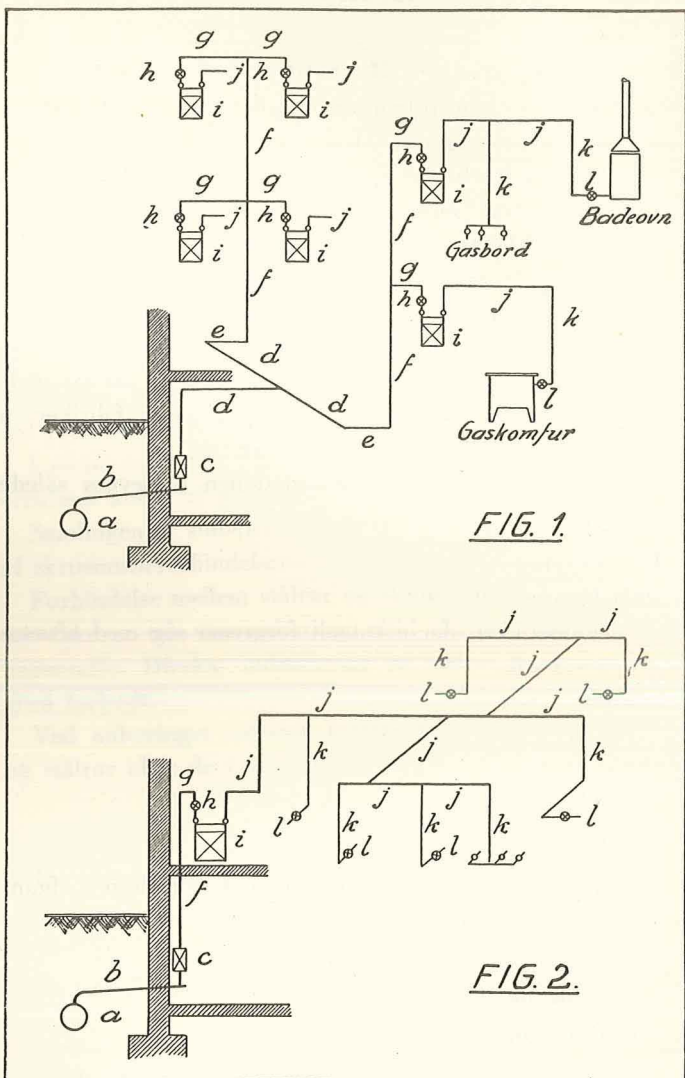 g g
h j h j
i i
f
g g
h j h j
i i
f
e
d
d d
e
b c
a
g j j
h k
i k l
Badeovn
Gasbord
f
g
h j
i k
f l
Gaskomfur
FIG. 1.
j
k j k
l l
j j
g j k j k
h l j j l
i k l k l k
f
c
b
a
FIG. 2.